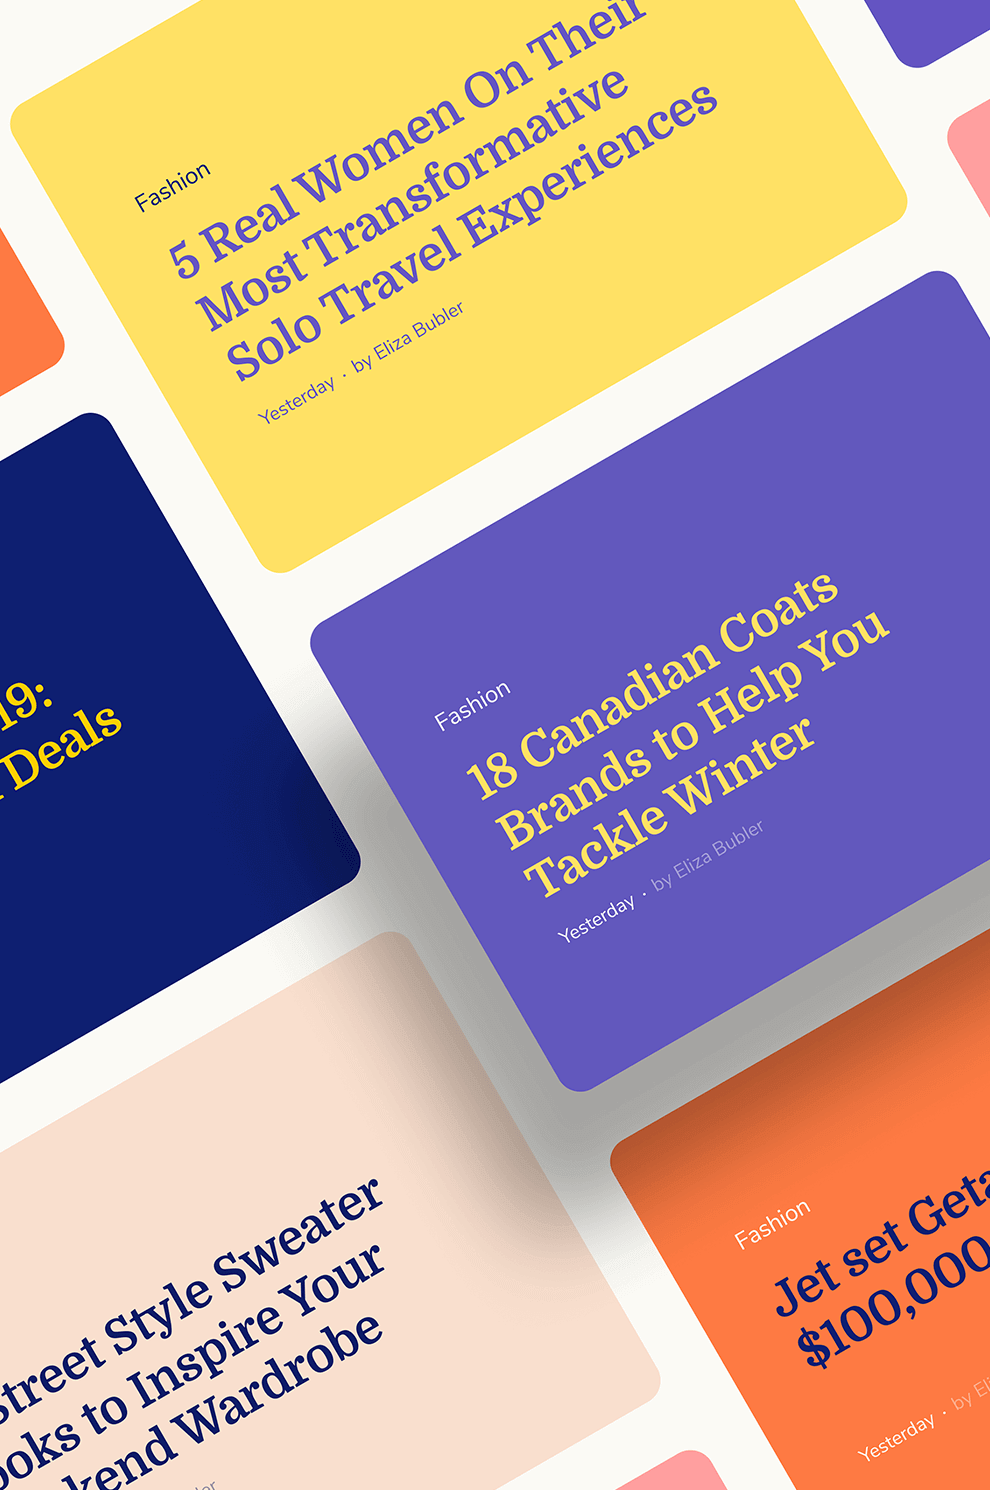 Fashion
5 Real Women On Their
Most Transformative
Solo Travel Experiences
Yesterday · by Eliza Bubler
19:
Deals
Fashion
18 Canadian Coats
Brands to Help You
Tackle Winter
Yesterday · by Eliza Bubler
Style Sweater
to Inspire Your
Wardrobe
Fashion
Jet set
$100,000
Yesterday · by